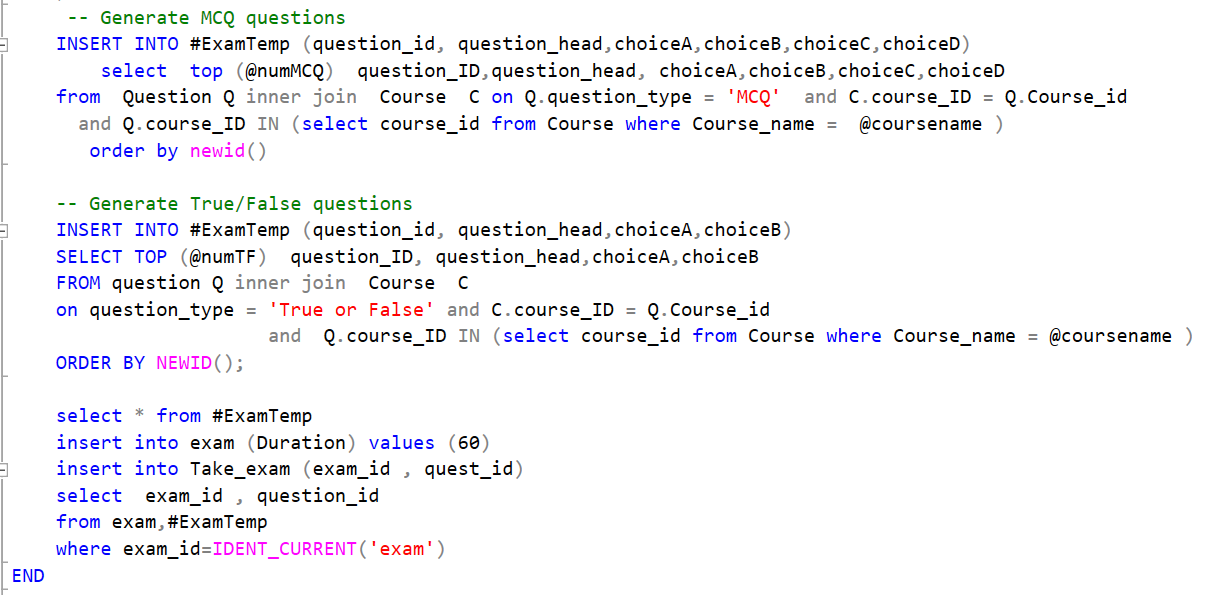 -- Generate MCQ questions
INSERT INTO #ExamTemp (question_id, question_head,choiceA,choiceB,choiceC,choiceD)
select  top (@numMCQ)  question_ID,question_head, choiceA,choiceB,choiceC,choiceD
from  Question Q inner join  Course  C on Q.question_type = 'MCQ'  and C.course_ID = Q.Course_id
and Q.course_ID IN (select course_id from Course where Course_name =  @coursename )
order by newid()
-- Generate True/False questions
INSERT INTO #ExamTemp (question_id, question_head,choiceA,choiceB)
SELECT TOP (@numTF)  question_ID, question_head,choiceA,choiceB
FROM question Q inner join  Course  C
on question_type = 'True or False' and C.course_ID = Q.Course_id
and  Q.course_ID IN (select course_id from Course where Course_name = @coursename )
ORDER BY NEWID();
select * from #ExamTemp
insert into exam (Duration) values (60)
insert into Take_exam (exam_id , quest_id)
select  exam_id , question_id
from exam,#ExamTemp
where exam_id=IDENT_CURRENT('exam')
END